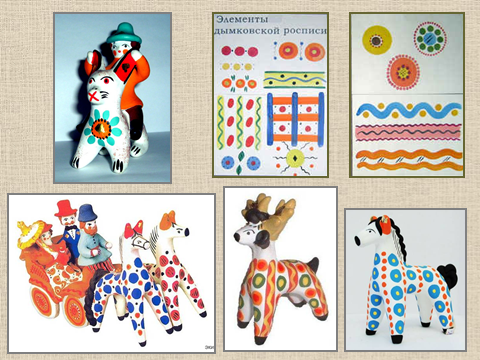 Элементы
дымковской росписи